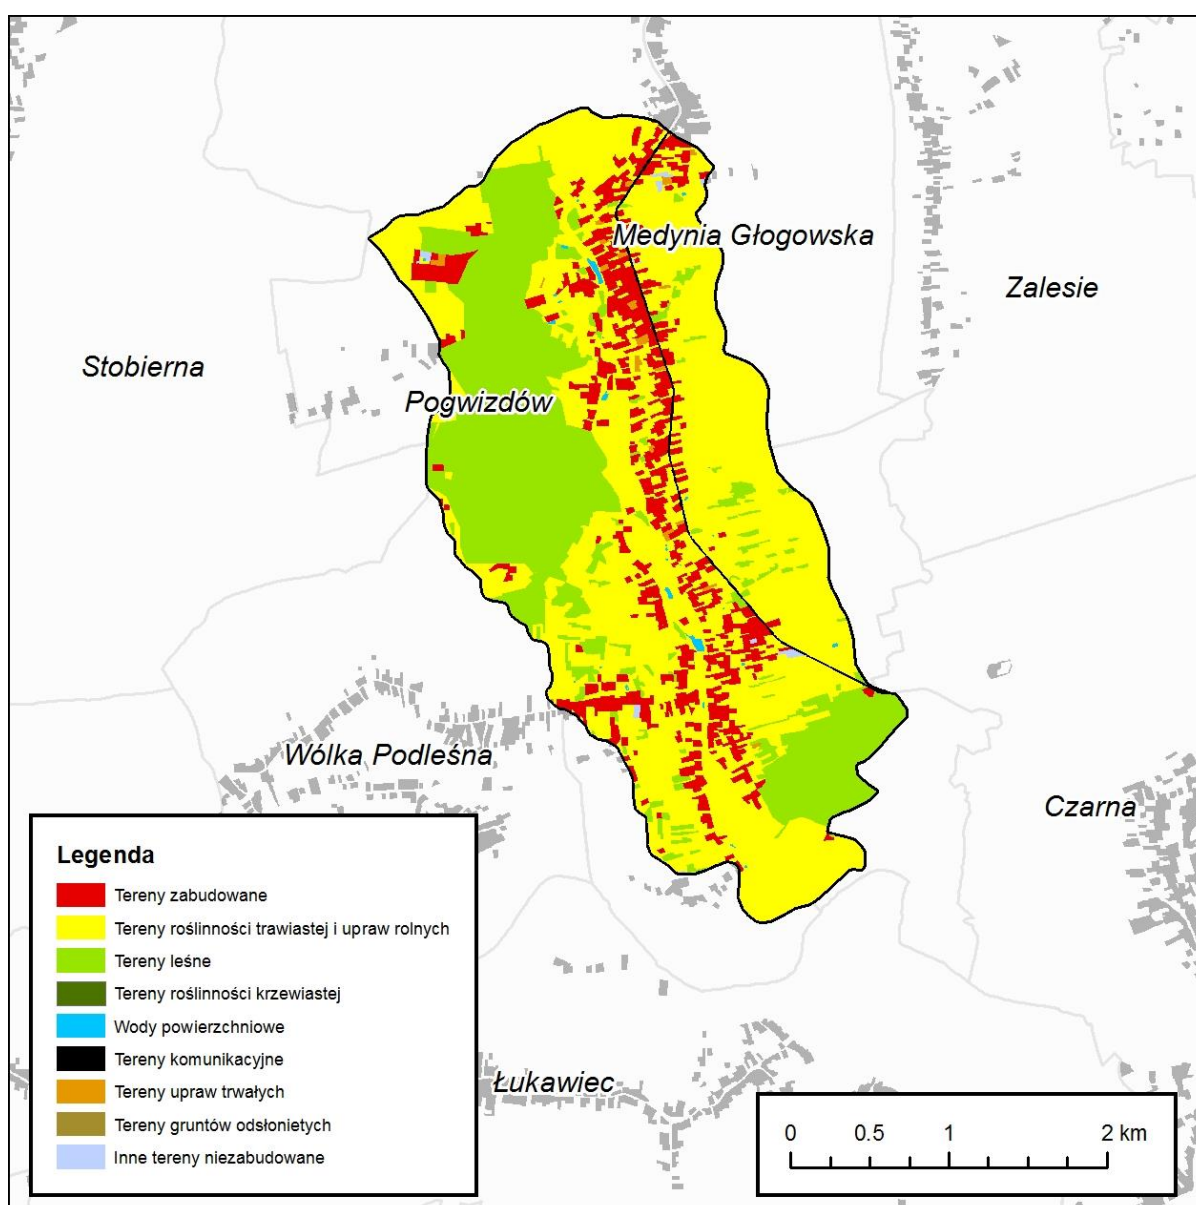 Medynia Głogowska
Zalesie
Stobierna
Pogwizdów
Wólka Podleśna
Czarna
Łukawiec
Legenda
Tereny zabudowane
Tereny roślinności trawiastej i upraw rolnych
Tereny leśne
Tereny roślinności krzewiastej
Wody powierzchniowe
Tereny komunikacyjne
Tereny upraw trwałych
Tereny gruntów odsłonietych
Inne tereny niezabudowane
0 0.5 1 2 km